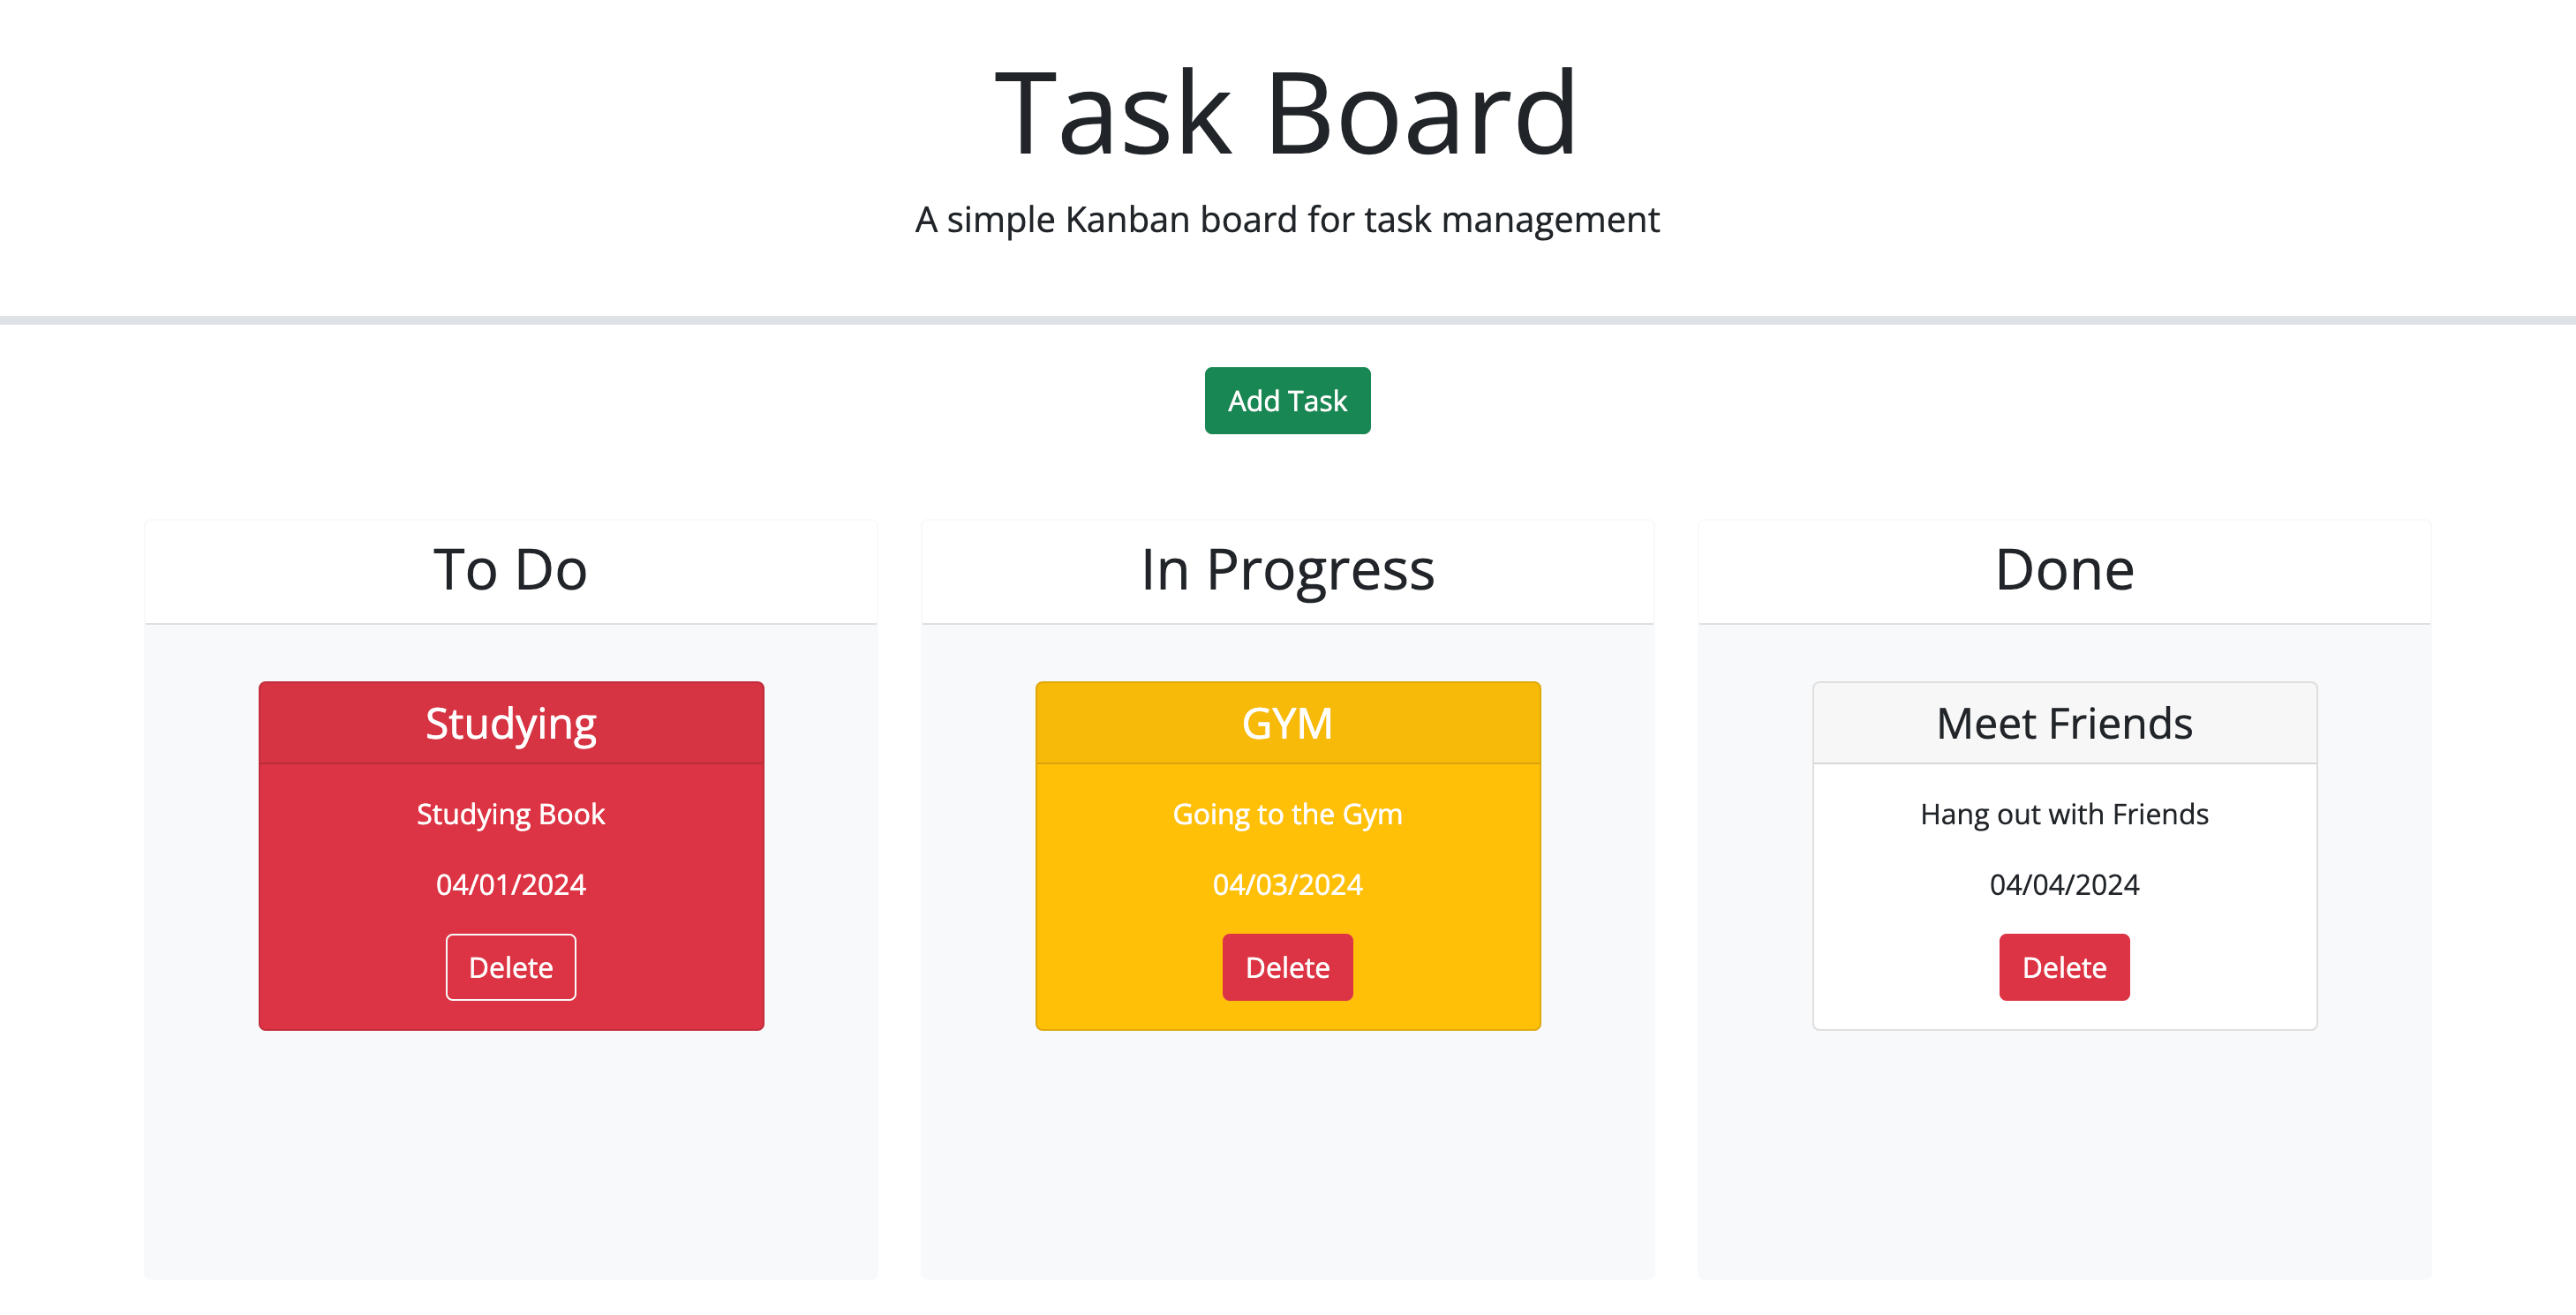 Task Board
A simple Kanban board for task management
Add Task
To Do
Studying
Studying Book
04/01/2024
Delete
In Progress
GYM
Going to the Gym
04/03/2024
Delete
Done
Meet Friends
Hang out with Friends
04/04/2024
Delete